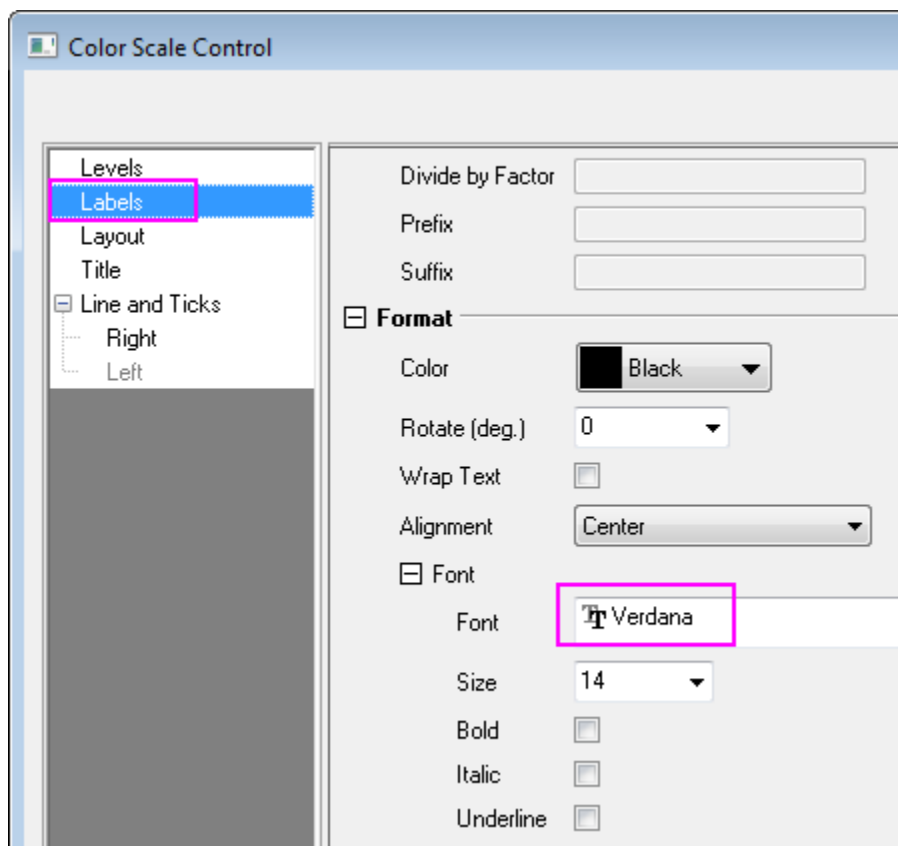 Color Scale Control
Levels
Labels
Layout
Title
Line and Ticks
Right
Left
Divide by Factor
Prefix
Suffix
Format
Color Black
Rotate (deg.) 0
Wrap Text
Alignment Center
Font
Font Verdana
Size 14
Bold
Italic
Underline